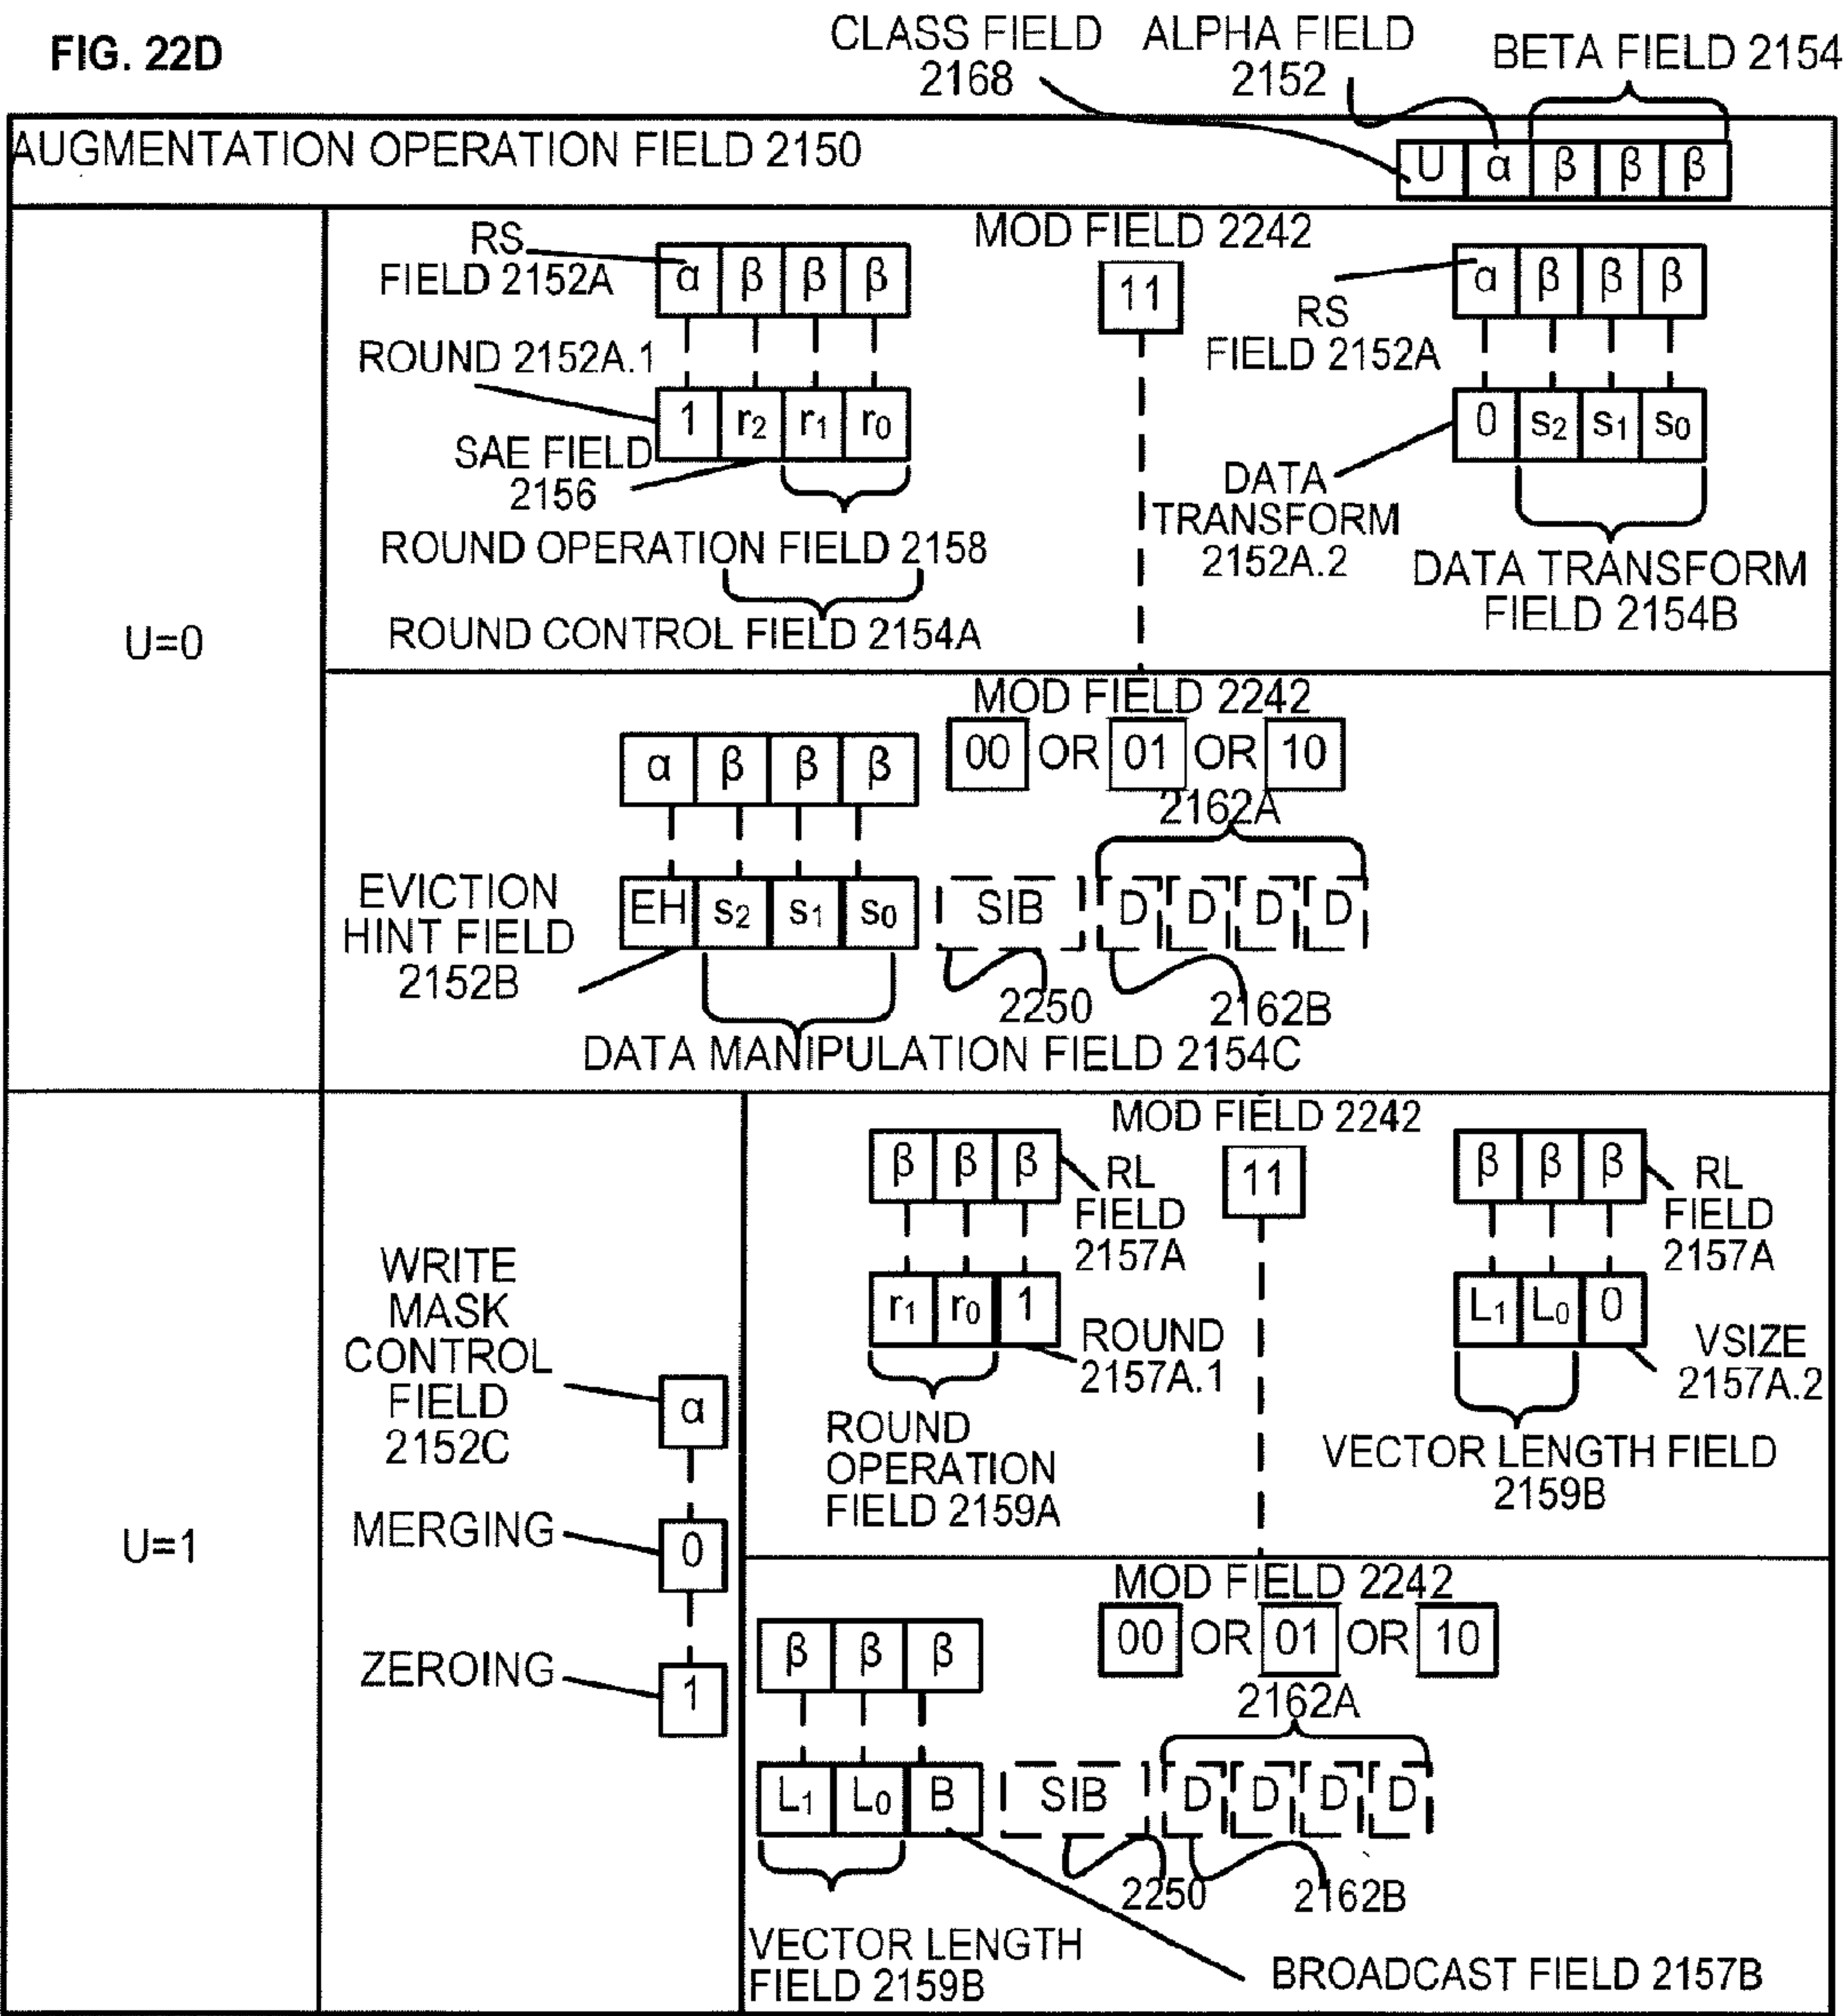 FIG. 22D
CLASS FIELD
2168
ALPHA FIELD
2152
BETA FIELD 2154
AUGMENTATION OPERATION FIELD 2150
U α β β β
U=0
RS
FIELD 2152A
α β β β
ROUND 2152A.1
1 r₂ r₁ r₀
SAE FIELD
2156
ROUND OPERATION FIELD 2158
ROUND CONTROL FIELD 2154A
MOD FIELD 2242
11
α β β β
RS
FIELD 2152A
0 s₂ s₁ s₀
DATA
TRANSFORM
2152A.2
DATA TRANSFORM
FIELD 2154B
MOD FIELD 2242
00 OR 01 OR 10
α β β β
2162A
EVICTION
HINT FIELD
2152B
EH s₂ s₁ s₀
SIB D D D D
2250
2162B
DATA MANIPULATION FIELD 2154C
U=1
WRITE
MASK
CONTROL
FIELD
2152C
α
MERGING
0
ZEROING
1
MOD FIELD 2242
11
β β β
RL
FIELD
2157A
r₁ r₀ 1
ROUND
2157A.1
ROUND
OPERATION
FIELD 2159A
β β β
RL
FIELD
2157A
L₁ L₀ 0
VSIZE
2157A.2
VECTOR LENGTH FIELD
2159B
MOD FIELD 2242
00 OR 01 OR 10
β β β
2162A
L₁ L₀ B
SIB D D D D
2250
2162B
VECTOR LENGTH
FIELD 2159B
BROADCAST FIELD 2157B